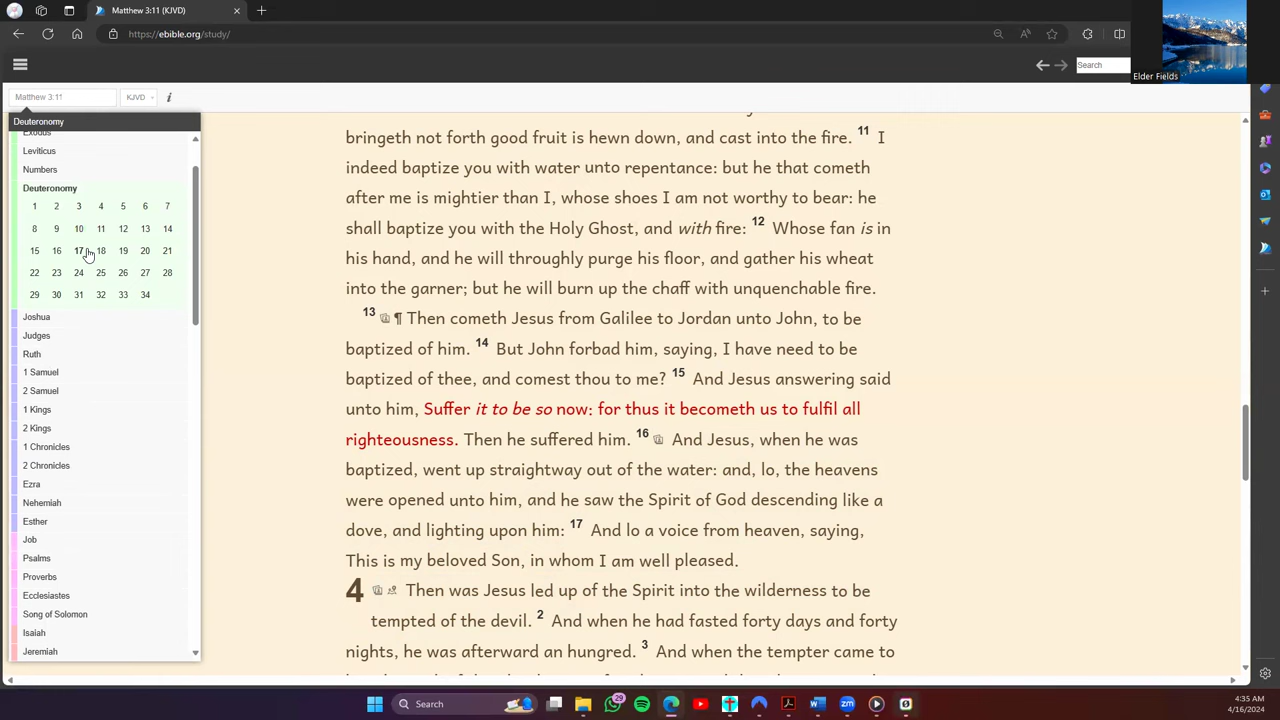 Matthew 3:11 (KJVD)
https://ebible.org/study/
Search
Elder Fields
Matthew 3:11
KJVD
i
Deuteronomy
Exodus
Leviticus
Numbers
Deuteronomy
1 2 3 4 5 6 7
8 9 10 11 12 13 14
15 16 17 18 19 20 21
22 23 24 25 26 27 28
29 30 31 32 33 34
Joshua
Judges
Ruth
1 Samuel
2 Samuel
1 Kings
2 Kings
1 Chronicles
2 Chronicles
Ezra
Nehemiah
Esther
Job
Psalms
Proverbs
Ecclesiastes
Song of Solomon
Isaiah
Jeremiah
bringeth not forth good fruit is hewn down, and cast into the fire. 11 I
indeed baptize you with water unto repentance: but he that cometh
after me is mightier than I, whose shoes I am not worthy to bear: he
shall baptize you with the Holy Ghost, and with fire: 12 Whose fan is in
his hand, and he will throughly purge his floor, and gather his wheat
into the garner; but he will burn up the chaff with unquenchable fire.
13 ¶ Then cometh Jesus from Galilee to Jordan unto John, to be
baptized of him. 14 But John forbad him, saying, I have need to be
baptized of thee, and comest thou to me? 15 And Jesus answering said
unto him, Suffer it to be so now: for thus it becometh us to fulfil all
righteousness. Then he suffered him. 16 And Jesus, when he was
baptized, went up straightway out of the water: and, lo, the heavens
were opened unto him, and he saw the Spirit of God descending like a
dove, and lighting upon him: 17 And lo a voice from heaven, saying,
This is my beloved Son, in whom I am well pleased.
4 Then was Jesus led up of the Spirit into the wilderness to be
tempted of the devil. 2 And when he had fasted forty days and forty
nights, he was afterward an hungred. 3 And when the tempter came to
Search
29
4:35 AM
4/16/2024